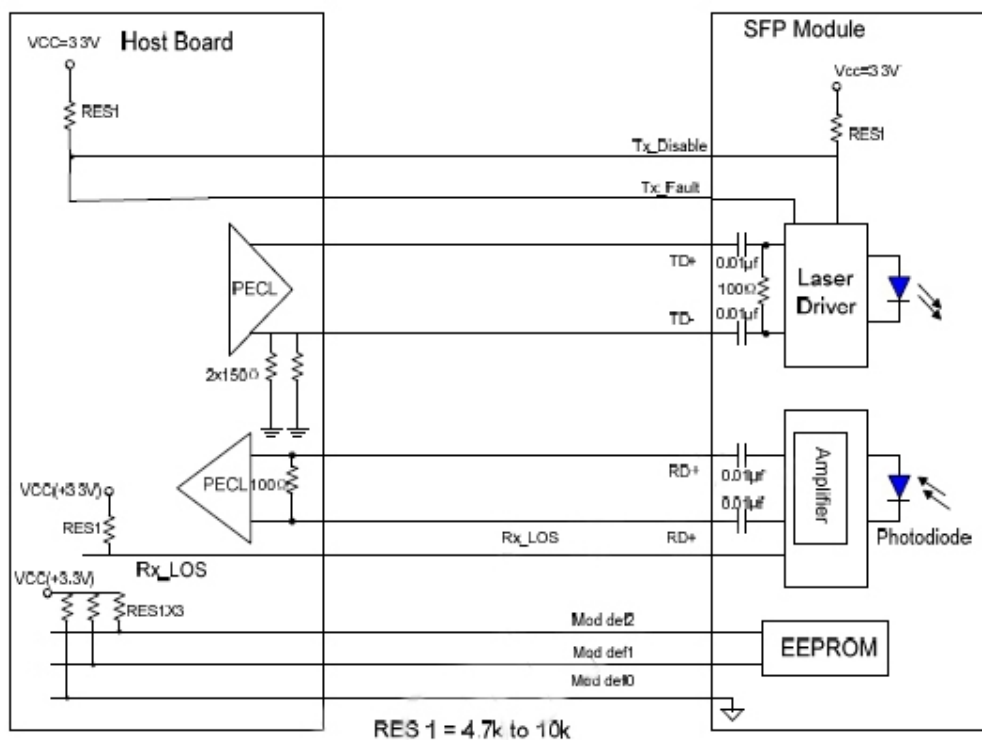 Host Board
SFP Module
VCC=3.3V
Vcc=3.3V
RES1
RES1
Tx_Disable
Tx_Fault
PECL
TD+
0.01µf
100Ω
0.01µf
TD-
Laser
Driver
2x150Ω
PECL
100Ω
RD+
0.01µf
0.01µf
RD+
Amplifier
Photodiode
VCC(+3.3V)
RES1
Rx_LOS
Rx_LOS
VCC(+3.3V)
RES1X3
Mod def2
Mod def1
Mod def0
EEPROM
RES 1 = 4.7k to 10k